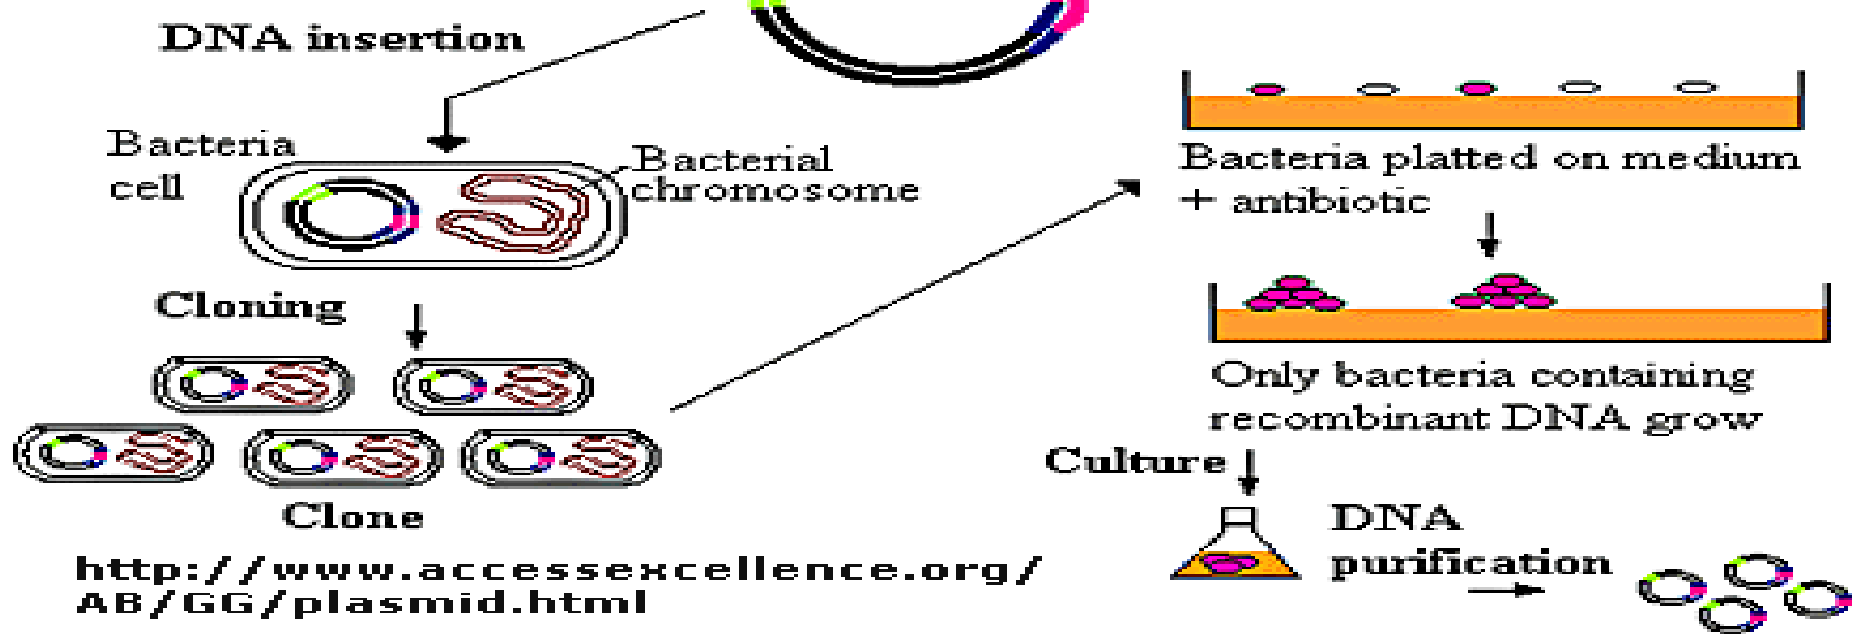 DNA insertion
Bacteria
cell
Bacterial
chromosome
Cloning
Clone
http://www.accessexcellence.org/
AB/GG/plasmid.html
Bacteria platted on medium
+ antibiotic
Only bacteria containing
recombinant DNA grow
Culture
DNA
purification